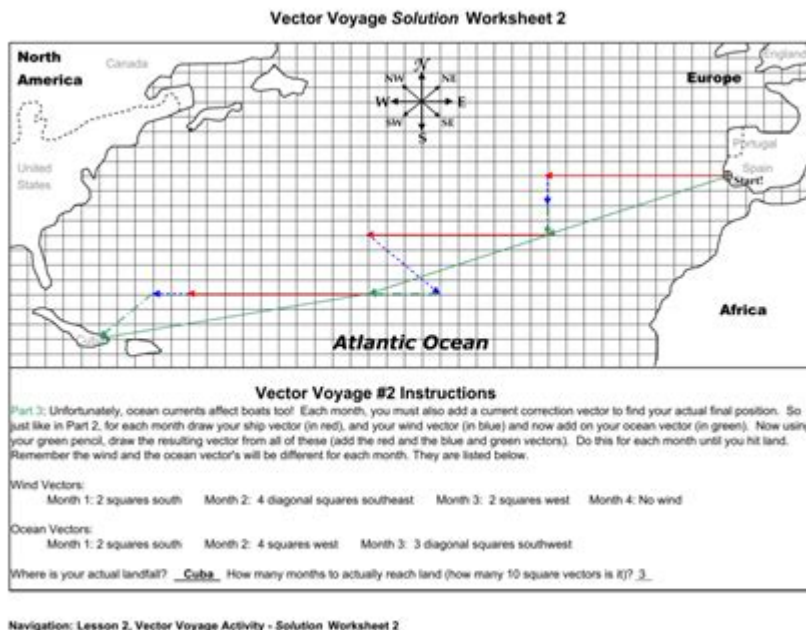 Vector Voyage Solution Worksheet 2
North
America
Canada
N
NW
NE
W
E
SW
SE
S
Europe
England
Portugal
Spain
Start!
United
States
Cuba
Africa
Atlantic Ocean
Vector Voyage #2 Instructions
Part 3: Unfortunately, ocean currents affect boats too! Each month, you must also add a current correction vector to find your actual final position. So
just like in Part 2, for each month draw your ship vector (in red), and your wind vector (in blue) and now add on your ocean vector (in green). Now using
your green pencil, draw the resulting vector from all of these (add the red and the blue and green vectors). Do this for each month until you hit land.
Remember the wind and the ocean vector's will be different for each month. They are listed below.
Wind Vectors:
Month 1: 2 squares south Month 2: 4 diagonal squares southeast Month 3: 2 squares west Month 4: No wind
Ocean Vectors:
Month 1: 2 squares south Month 2: 4 squares west Month 3: 3 diagonal squares southwest
Where is your actual landfall? Cuba How many months to actually reach land (how many 10 square vectors is it)? 3
Navigation: Lesson 2, Vector Voyage Activity - Solution Worksheet 2